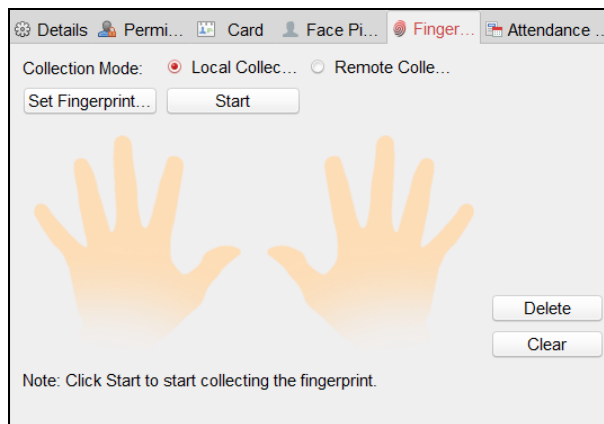 Details Permi... Card Face Pi... Finger... Attendance ...
Collection Mode: Local Collec... Remote Colle...
Set Fingerprint... Start
Delete
Clear
Note: Click Start to start collecting the fingerprint.